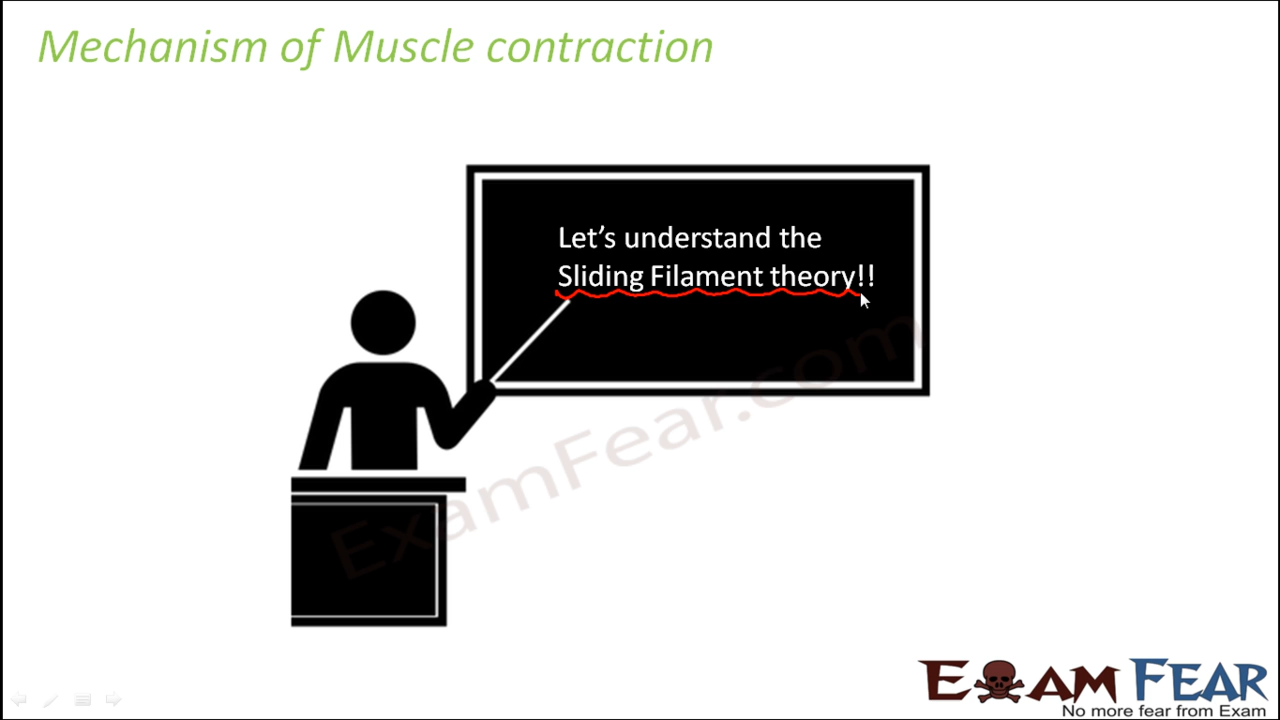 Mechanism of Muscle contraction
Let’s understand the
Sliding Filament theory!!
ExamFear.com
EXAM FEAR
No more fear from Exam